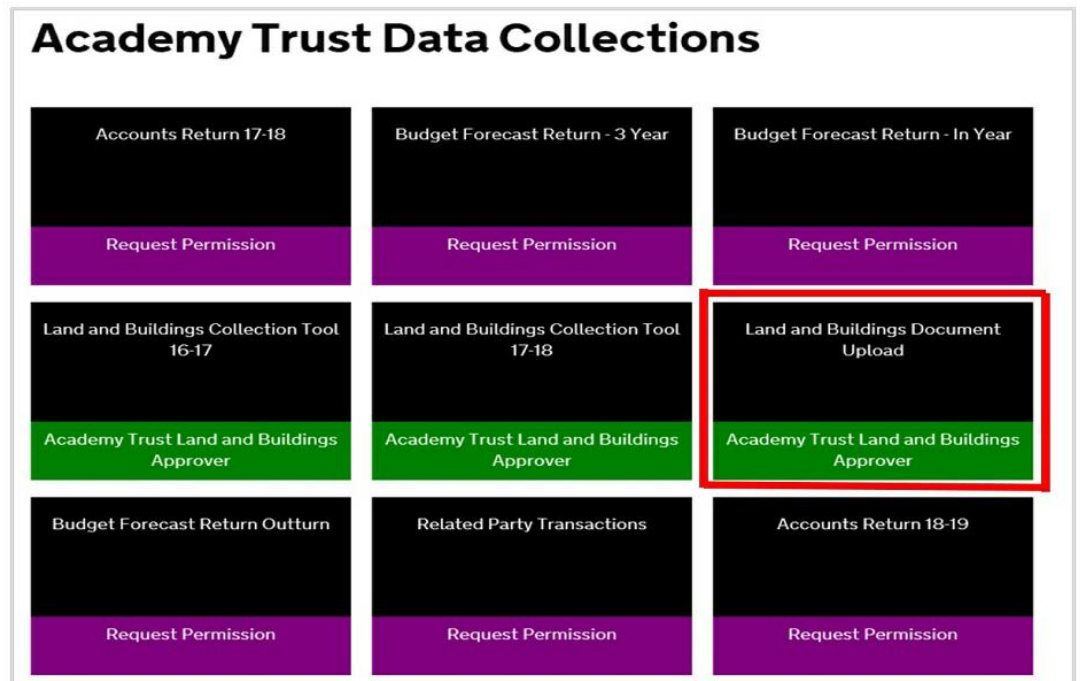 Academy Trust Data Collections
Accounts Return 17-18
Budget Forecast Return - 3 Year
Budget Forecast Return - In Year
Request Permission
Request Permission
Request Permission
Land and Buildings Collection Tool
16-17
Land and Buildings Collection Tool
17-18
Land and Buildings Document
Upload
Academy Trust Land and Buildings
Approver
Academy Trust Land and Buildings
Approver
Academy Trust Land and Buildings
Approver
Budget Forecast Return Outturn
Related Party Transactions
Accounts Return 18-19
Request Permission
Request Permission
Request Permission